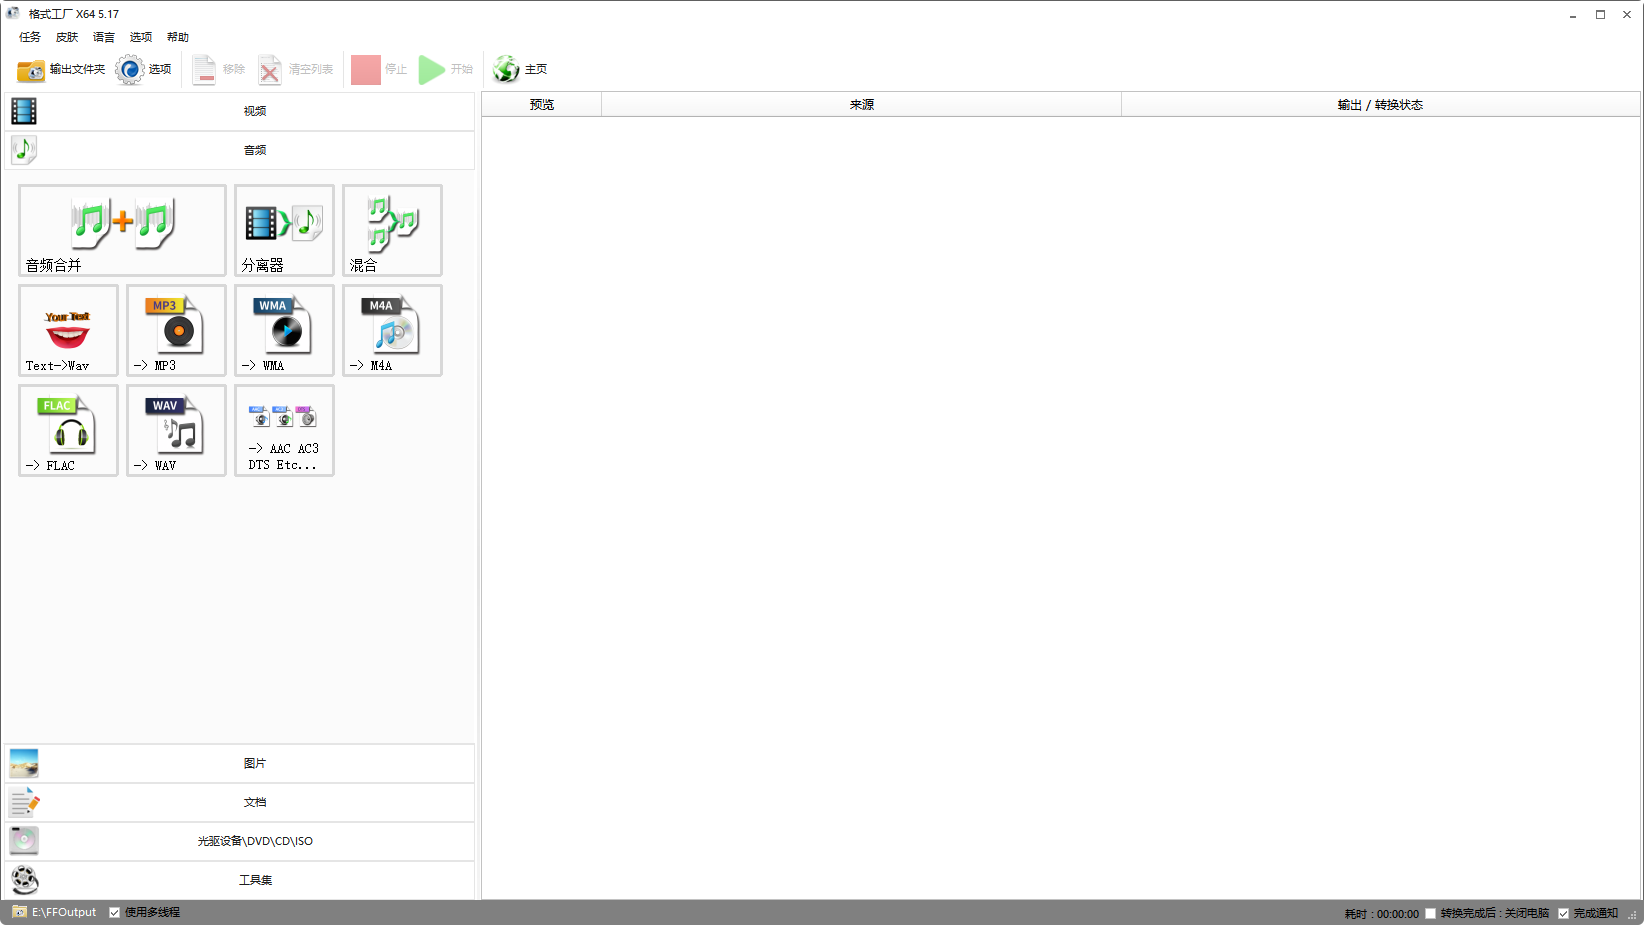 格式工厂 X64 5.17
任务 皮肤 语言 选项 帮助
输出文件夹 选项 移除 清空列表 停止 开始 主页
视频
音频
预览 来源 输出 / 转换状态
音频合并 分离器 混合
Your Text
Text->Wav
MP3
-> MP3
WMA
-> WMA
M4A
-> M4A
FLAC
-> FLAC
WAV
-> WAV
-> AAC AC3
DTS Etc...
图片
文档
光驱设备\DVD\CD\ISO
工具集
E:\FFOutput 使用多线程 耗时 : 00:00:00 转换完成后 : 关闭电脑 完成通知